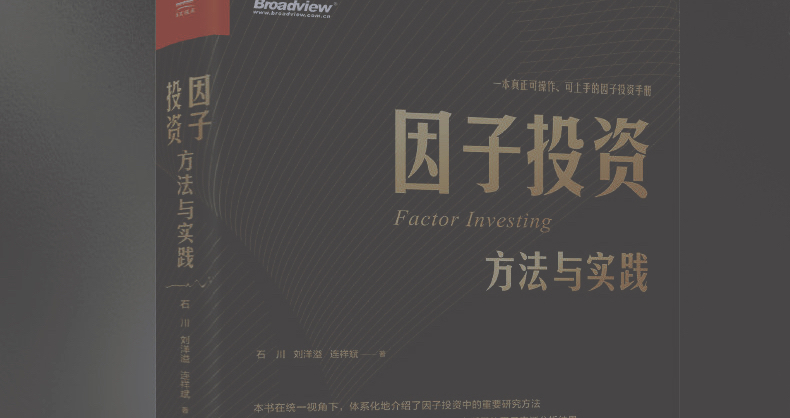 Broadview®
www.broadview.com.cn
一本真正可操作、可上手的因子投资手册
因子投资
Factor Investing
方法与实践
石 川 刘洋溢 连祥斌 —— 著
本书在统一视角下，体系化地介绍了因子投资中的重要研究方法
因子
投资
方法与实践
石 川 刘洋溢 连祥斌 著